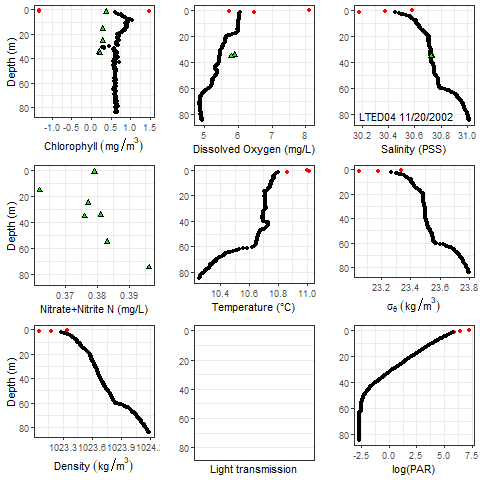 0
20
40
60
80
Depth (m)
-1.0 -0.5 0.0 0.5 1.0 1.5
Chlorophyll (mg/m³)
5 6 7 8
Dissolved Oxygen (mg/L)
0
20
40
60
80
LTED04 11/20/2002
30.2 30.4 30.6 30.8 31.0
Salinity (PSS)
0
20
40
60
80
Depth (m)
0.37 0.38 0.39
Nitrate+Nitrite N (mg/L)
0
20
40
60
80
10.4 10.6 10.8 11.0
Temperature (°C)
0
20
40
60
80
23.2 23.4 23.6 23.8
σθ (kg/m³)
0
20
40
60
80
Depth (m)
1023.3 1023.6 1023.9 1024.
Density (kg/m³)
0
20
40
60
80
Light transmission
0
20
40
60
80
-2.5 0.0 2.5 5.0 7.5
log(PAR)